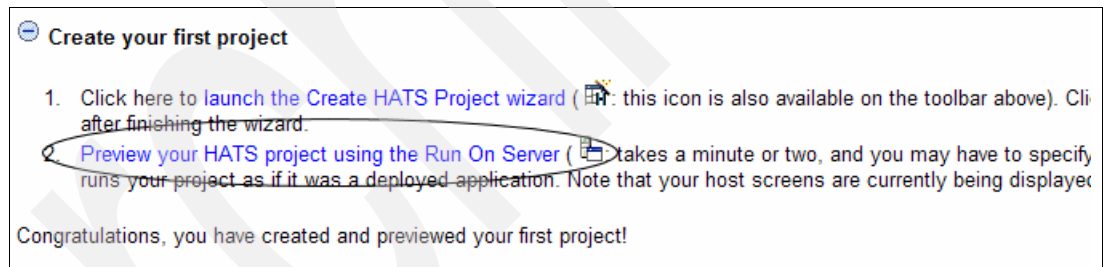 Create your first project
1. Click here to launch the Create HATS Project wizard ( : this icon is also available on the toolbar above). Cli
after finishing the wizard.
2. Preview your HATS project using the Run On Server ( : takes a minute or two, and you may have to specify
runs your project as if it was a deployed application. Note that your host screens are currently being displayed
Congratulations, you have created and previewed your first project!